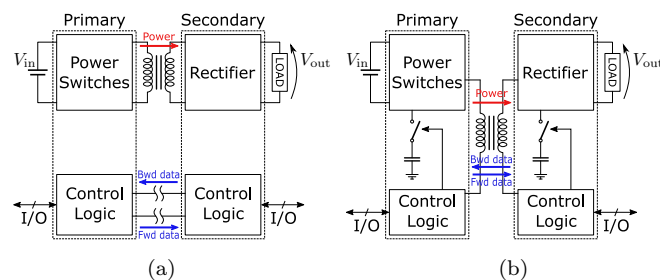 Primary Secondary Primary Secondary
Power
V_in Power Switches Rectifier LOAD V_out
V_in Power Switches Rectifier LOAD V_out
Power
Bwd data
Bwd data
Fwd data
Control Logic Control Logic
Control Logic Control Logic
I/O I/O I/O I/O
Fwd data
(a) (b)